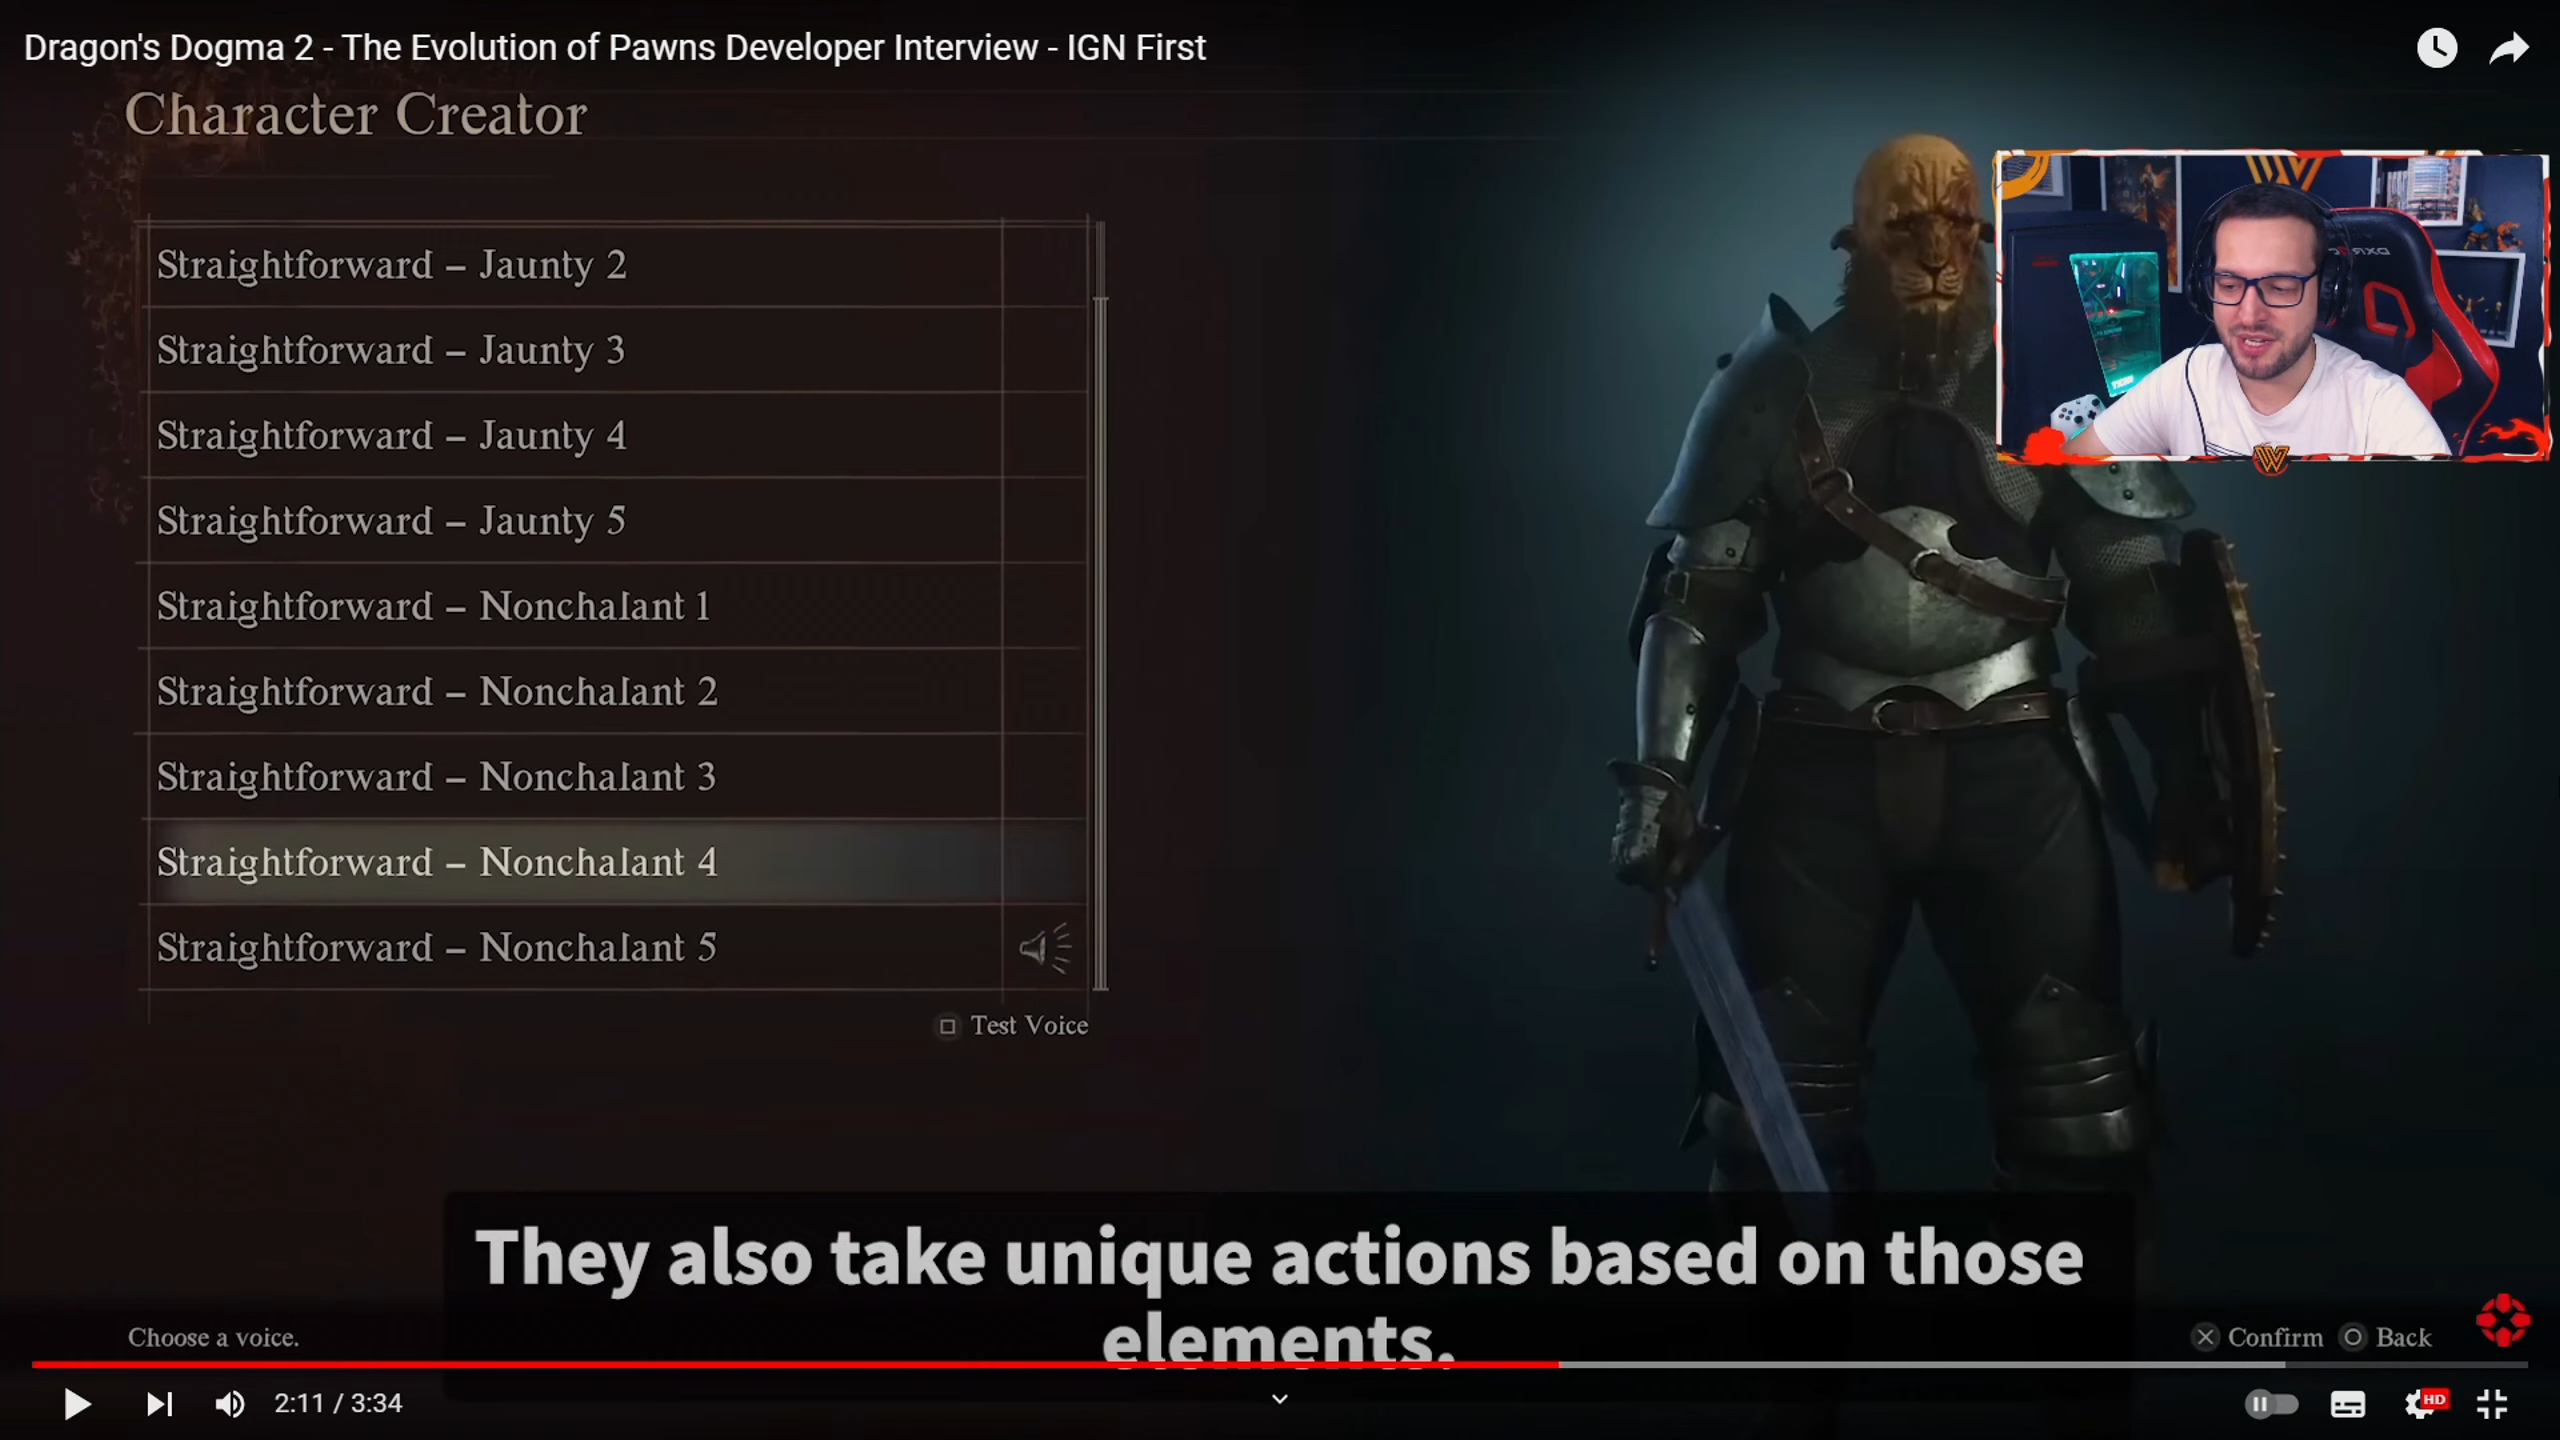 Dragon's Dogma 2 - The Evolution of Pawns Developer Interview - IGN First
Character Creator
Straightforward – Jaunty 2
Straightforward – Jaunty 3
Straightforward – Jaunty 4
Straightforward – Jaunty 5
Straightforward – Nonchalant 1
Straightforward – Nonchalant 2
Straightforward – Nonchalant 3
Straightforward – Nonchalant 4
Straightforward – Nonchalant 5
Test Voice
They also take unique actions based on those
elements.
Choose a voice.
Confirm
Back
2:11 / 3:34
HD